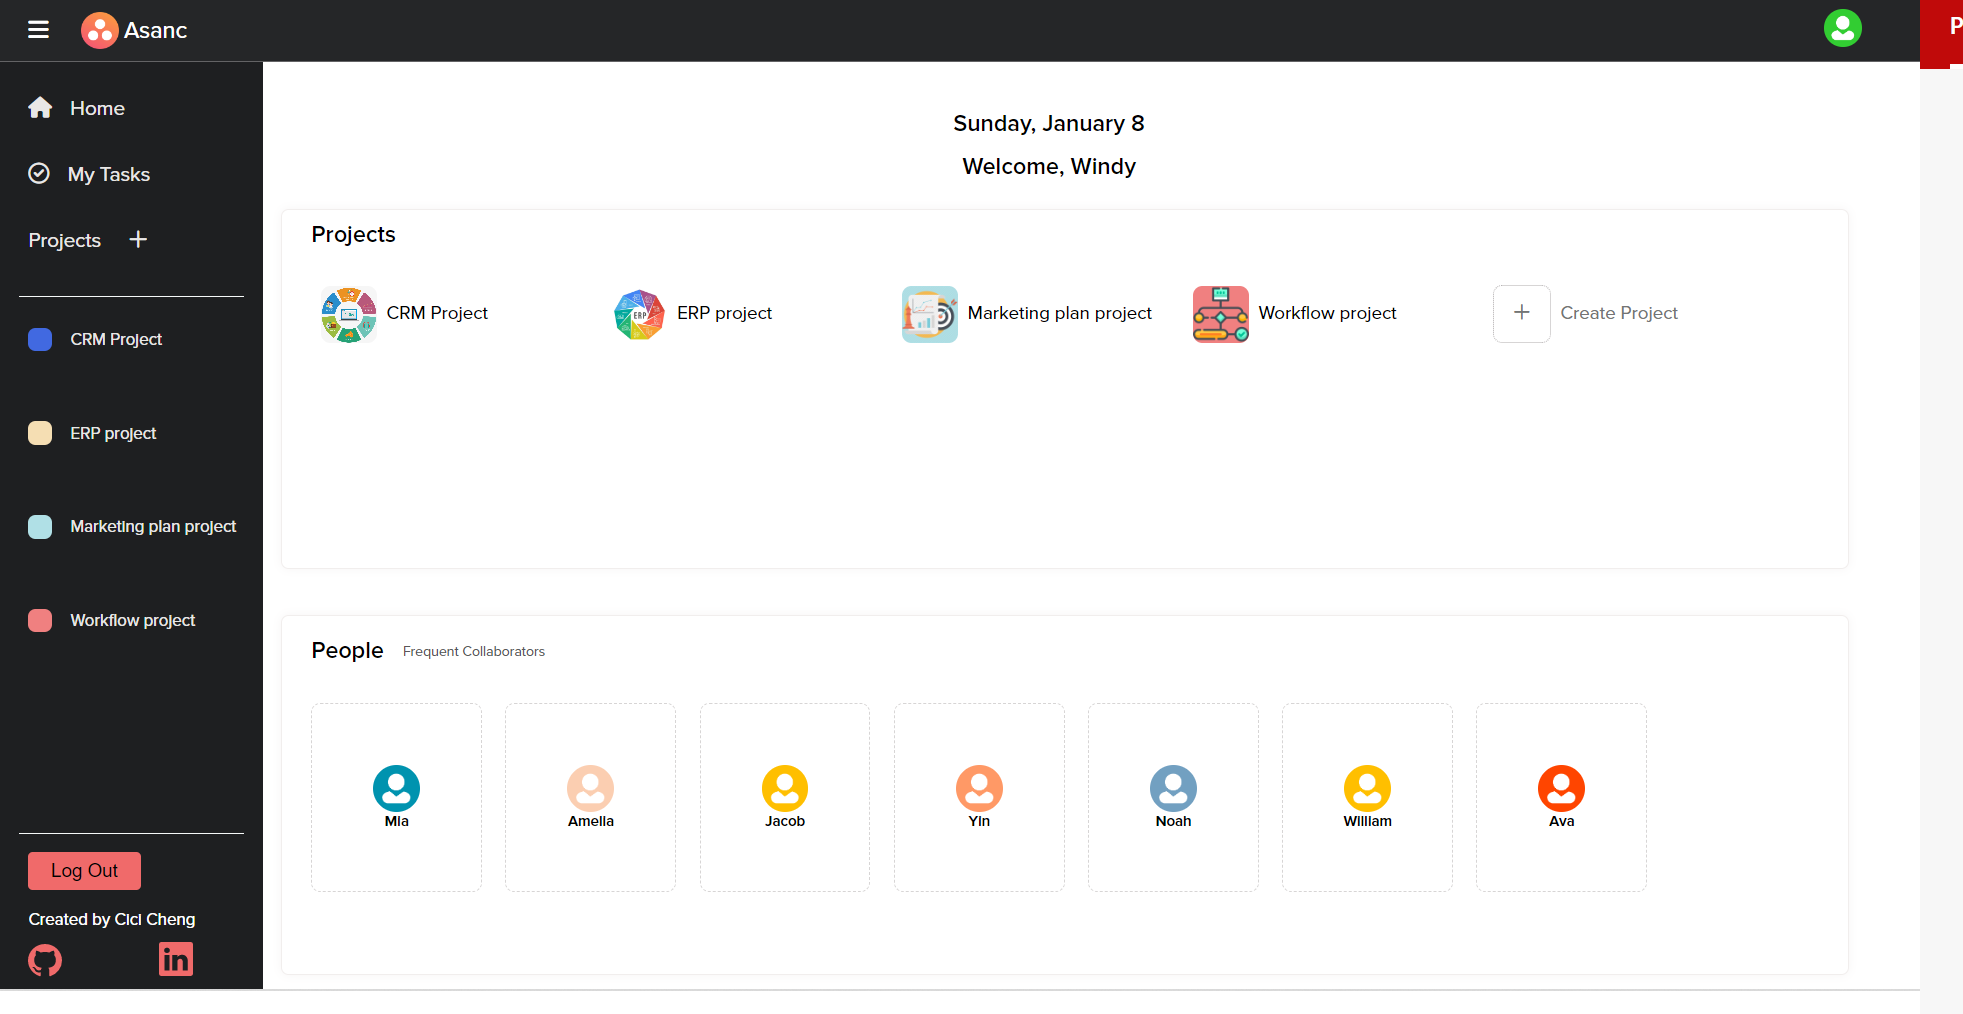 Asanc
P
Home
My Tasks
Projects
CRM Project
ERP project
Marketing plan project
Workflow project
Log Out
Created by Cici Cheng
in
Sunday, January 8
Welcome, Windy
Projects
CRM Project
ERP
ERP project
Marketing plan project
Workflow project
Create Project
People Frequent Collaborators
Mia
Amelia
Jacob
Yin
Noah
William
Ava